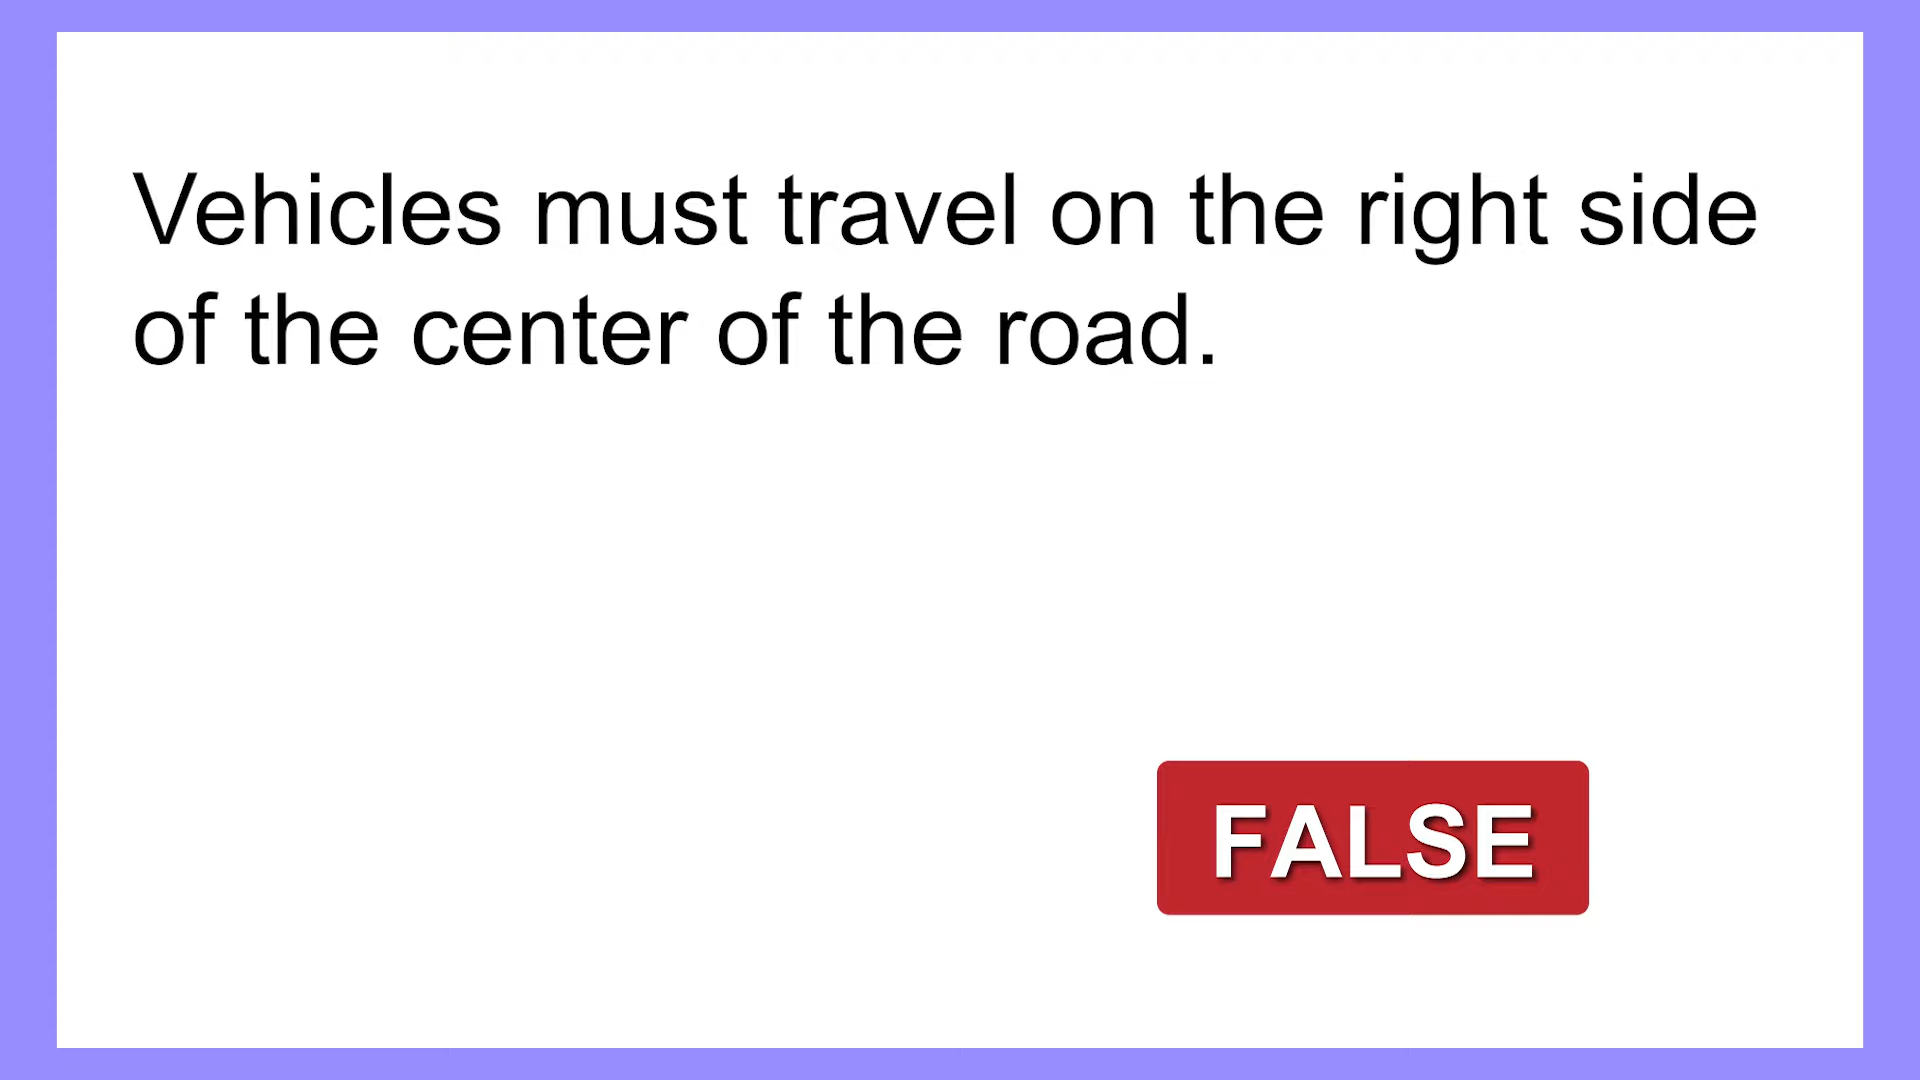 Vehicles must travel on the right side
of the center of the road.
FALSE